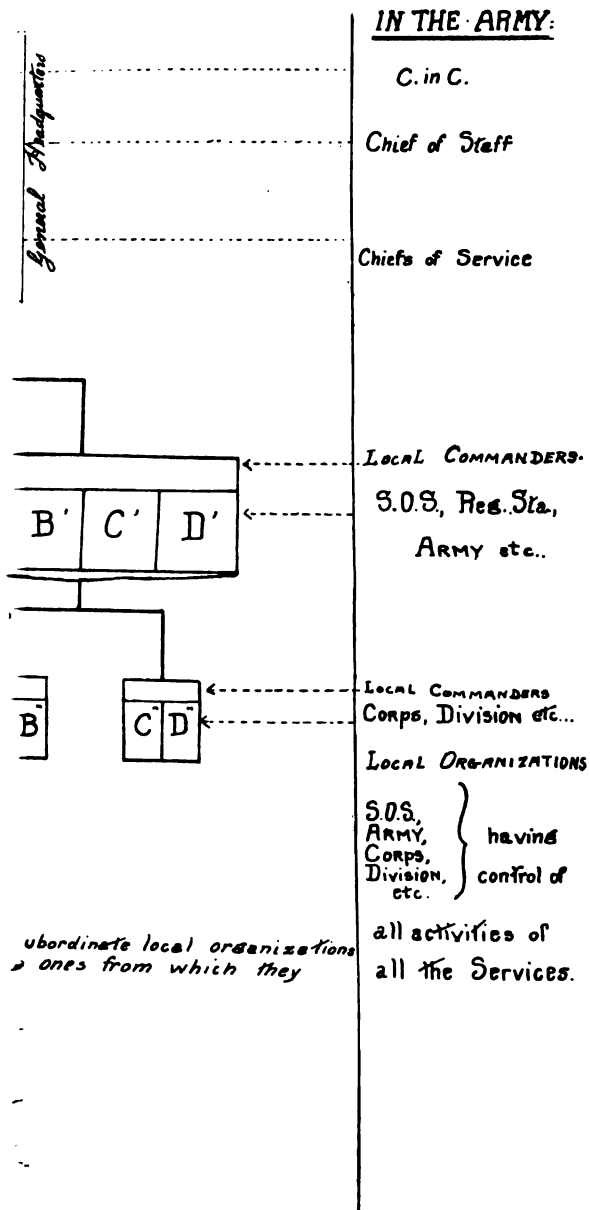 IN THE ARMY:
General Headquarters
C. in C.
Chief of Staff
Chiefs of Service
LOCAL COMMANDERS.
B' C' D'
S.O.S., Reg. Sta.,
ARMY etc..
LOCAL COMMANDERS
B" C" D"
CORPS, DIVISION etc...
LOCAL ORGANIZATIONS
S.O.S.,
ARMY,
CORPS,
DIVISION,
etc.
having
control of
all activities of
all the Services.
ubordinate local organizations
ones from which they